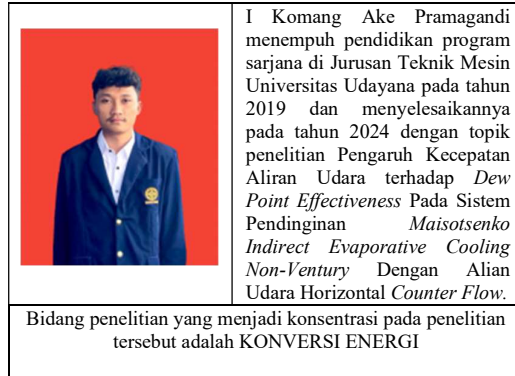 I Komang Ake Pramagandi
menempuh pendidikan program
sarjana di Jurusan Teknik Mesin
Universitas Udayana pada tahun
2019 dan menyelesaikannya
pada tahun 2024 dengan topik
penelitian Pengaruh Kecepatan
Aliran Udara terhadap Dew
Point Effectiveness Pada Sistem
Pendinginan Maisotsenko
Indirect Evaporative Cooling
Non-Ventury Dengan Alian
Udara Horizontal Counter Flow.
Bidang penelitian yang menjadi konsentrasi pada penelitian
tersebut adalah KONVERSI ENERGI